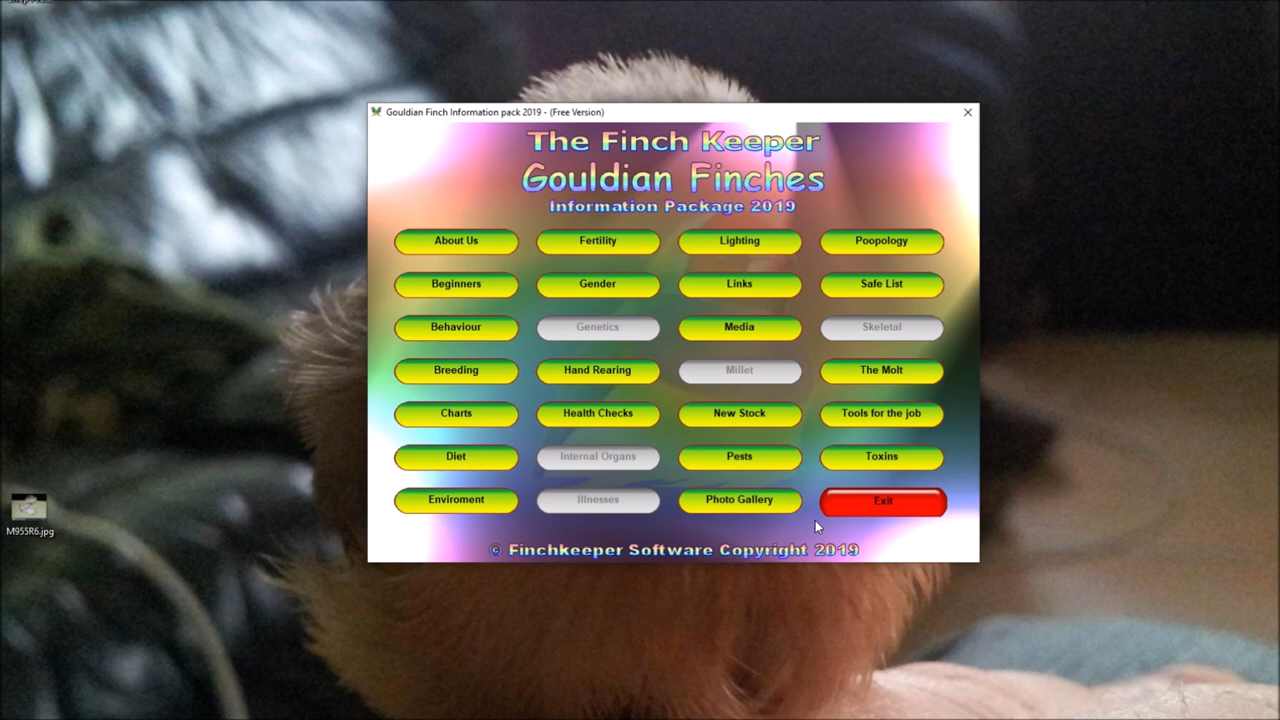 Gouldian Finch Information pack 2019 - (Free Version)
The Finch Keeper
Gouldian Finches
Information Package 2019
About Us
Fertility
Lighting
Poopology
Beginners
Gender
Links
Safe List
Behaviour
Genetics
Media
Skeletal
Breeding
Hand Rearing
Millet
The Molt
Charts
Health Checks
New Stock
Tools for the job
Diet
Internal Organs
Pests
Toxins
Enviroment
Illnesses
Photo Gallery
Exit
© Finchkeeper Software Copyright 2019
M955R6.jpg